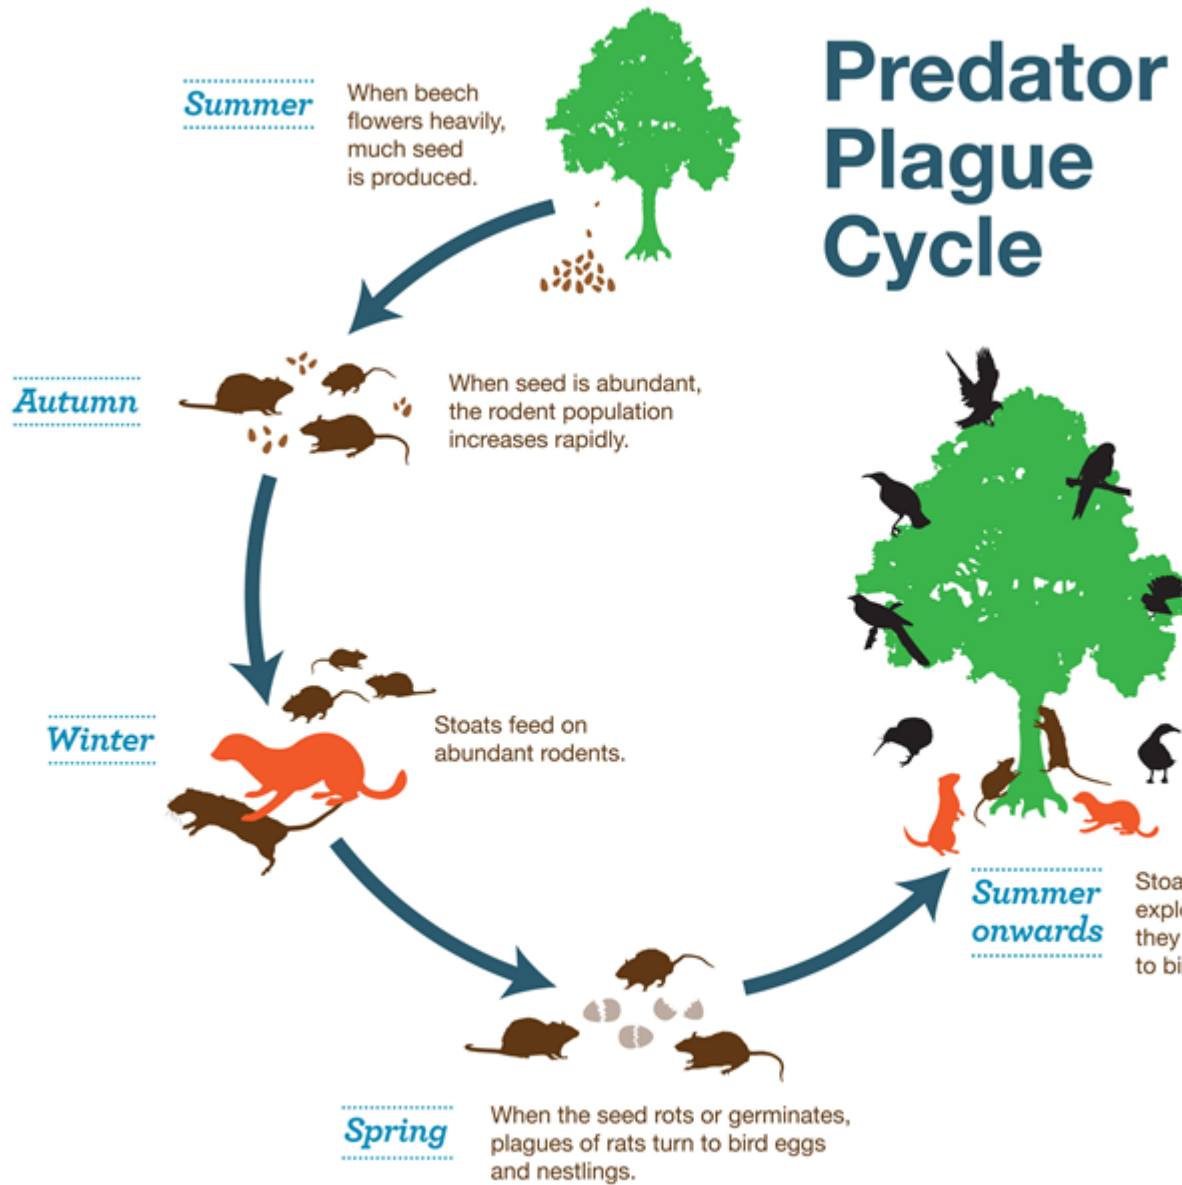 Predator
Plague
Cycle
Summer
When beech
flowers heavily,
much seed
is produced.
Autumn
When seed is abundant,
the rodent population
increases rapidly.
Winter
Stoats feed on
abundant rodents.
Spring
When the seed rots or germinates,
plagues of rats turn to bird eggs
and nestlings.
Summer
onwards
they
to